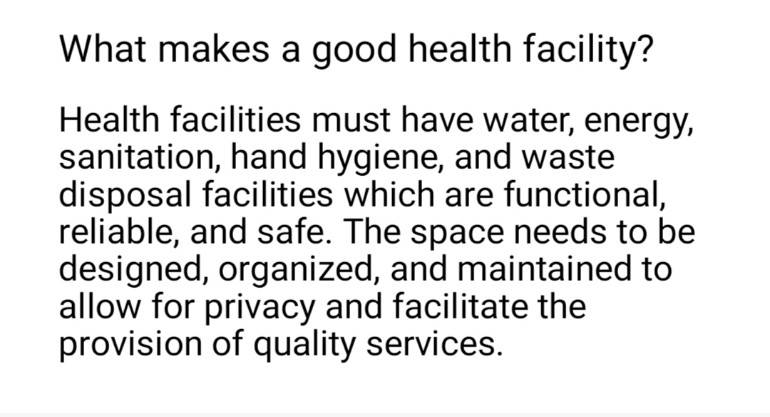 What makes a good health facility?
Health facilities must have water, energy,
sanitation, hand hygiene, and waste
disposal facilities which are functional,
reliable, and safe. The space needs to be
designed, organized, and maintained to
allow for privacy and facilitate the
provision of quality services.